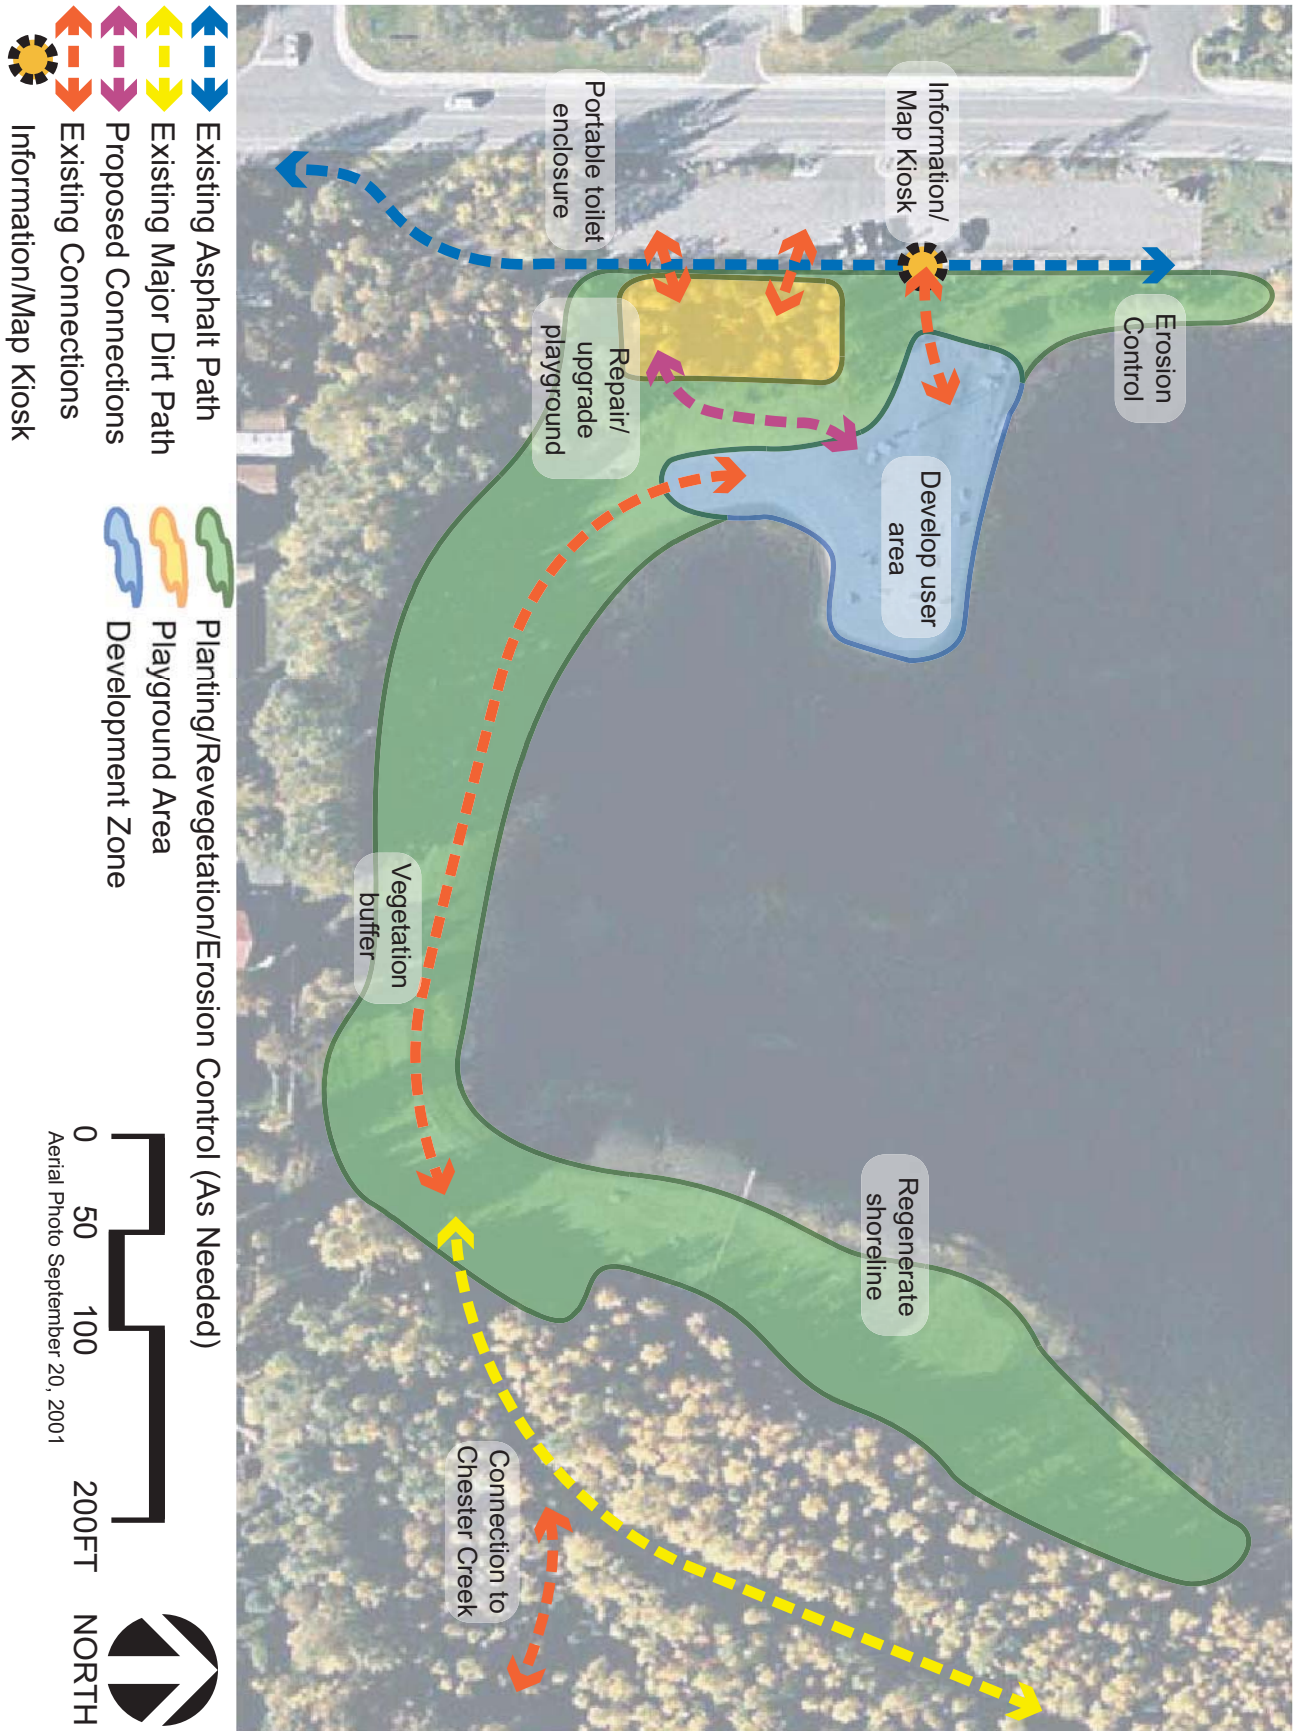 Information/
Map Kiosk
Portable toilet
enclosure
Erosion
Control
Repair/
upgrade
playground
Develop user
area
Vegetation
buffer
Regenerate
shoreline
Connection to
Chester Creek
Existing Asphalt Path
Existing Major Dirt Path
Proposed Connections
Existing Connections
Information/Map Kiosk
Planting/Revegetation/Erosion Control (As Needed)
Playground Area
Development Zone
0 50 100 200FT
Aerial Photo September 20, 2001
NORTH